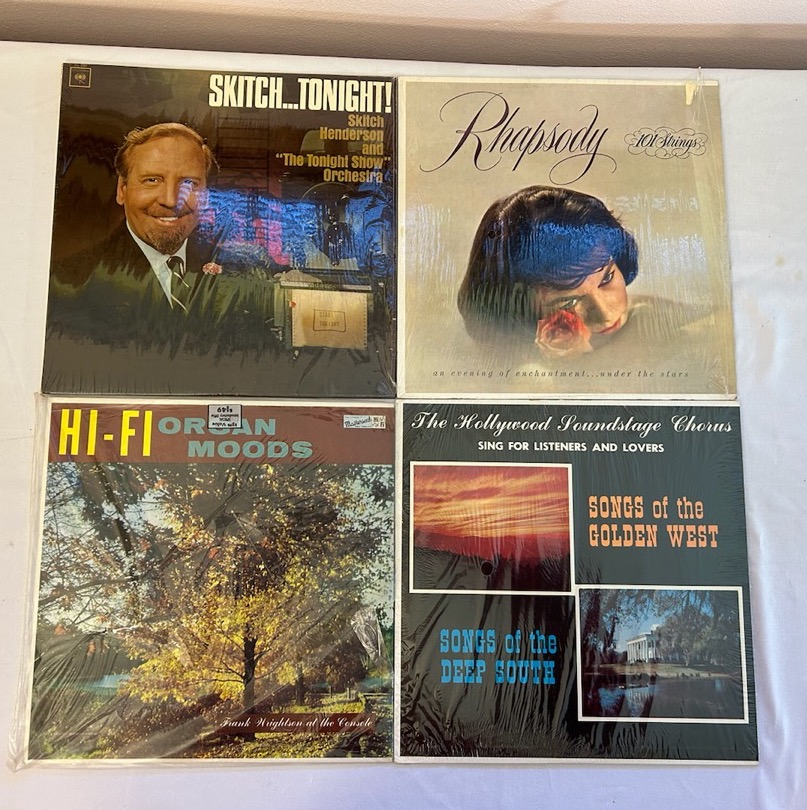 SKITCH...TONIGHT!
Skitch
Henderson
and
"The Tonight Show"
Orchestra
Rhapsody
101 Strings
an evening of enchantment...under the stars
HI-FI ORGAN
MOODS
$149
Frank Wrightson at the Console
The Hollywood Soundstage Chorus
SING FOR LISTENERS AND LOVERS
SONGS of the
GOLDEN WEST
SONGS of the
DEEP SOUTH